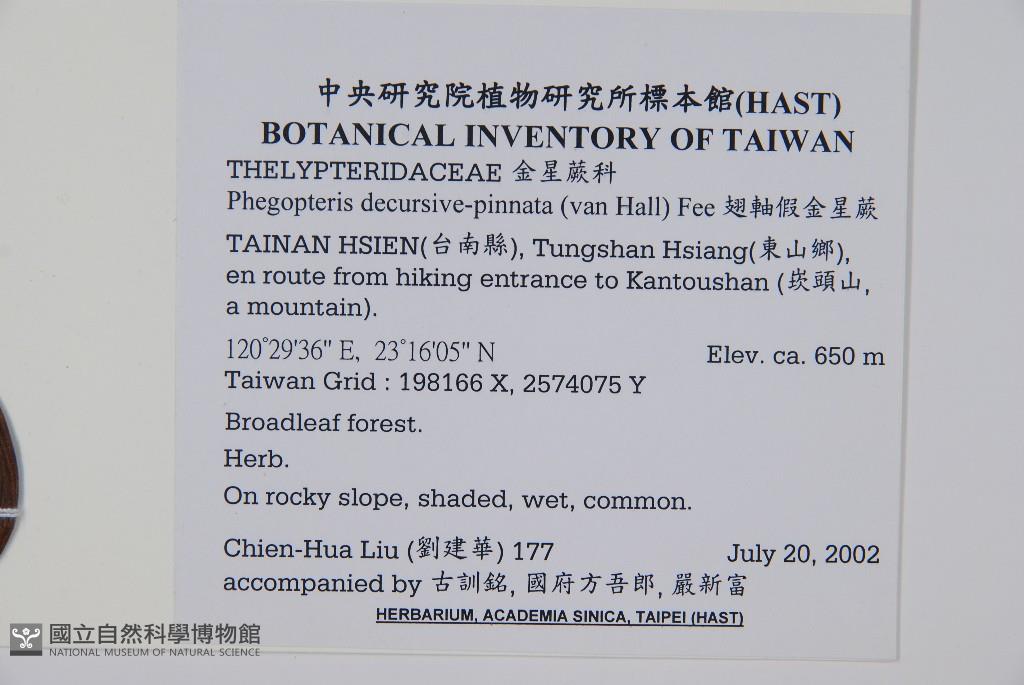 中央研究院植物研究所標本館(HAST)
BOTANICAL INVENTORY OF TAIWAN
THELYPTERIDACEAE 金星蕨科
Phegopteris decursive-pinnata (van Hall) Fee 翅軸假金星蕨
TAINAN HSIEN(台南縣), Tungshan Hsiang(東山鄉),
en route from hiking entrance to Kantoushan (崁頭山,
a mountain).
120°29'36" E, 23°16'05" N Elev. ca. 650 m
Taiwan Grid : 198166 X, 2574075 Y
Broadleaf forest.
Herb.
On rocky slope, shaded, wet, common.
Chien-Hua Liu (劉建華) 177 July 20, 2002
accompanied by 古訓銘, 國府方吾郎, 嚴新富
HERBARIUM, ACADEMIA SINICA, TAIPEI (HAST)
國立自然科學博物館
NATIONAL MUSEUM OF NATURAL SCIENCE